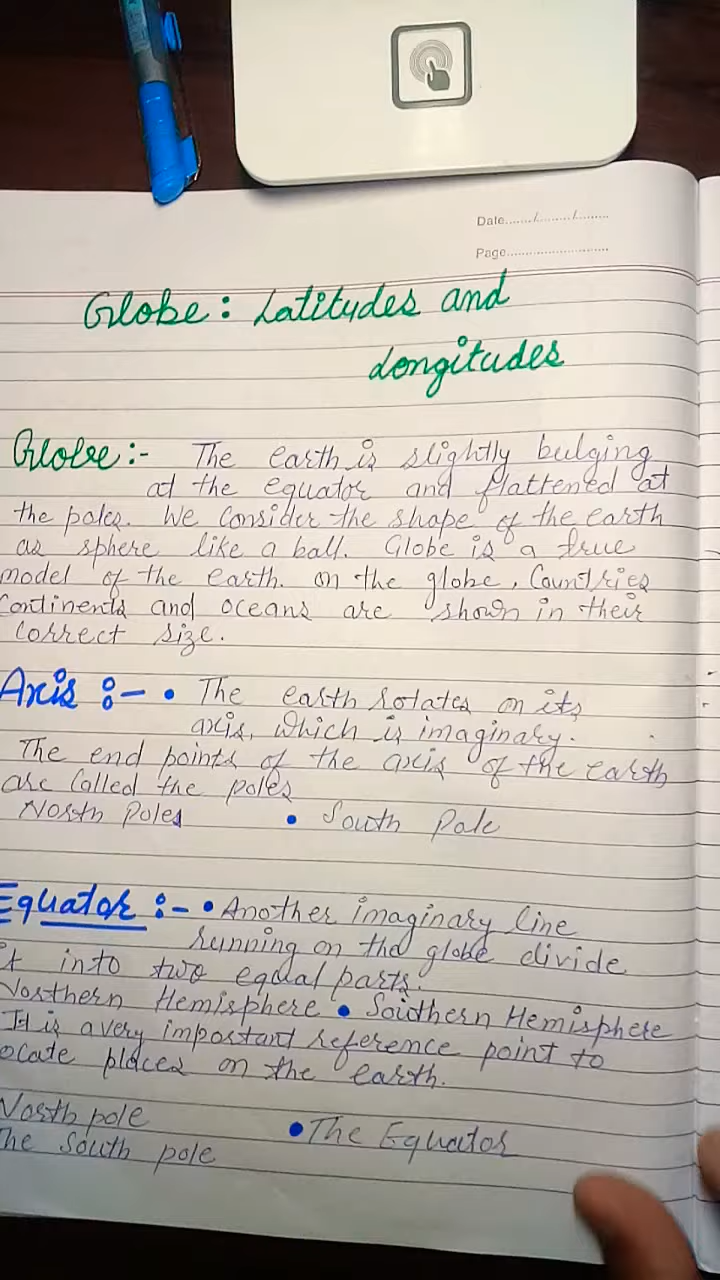 Date......./........./.........
Page............................
Globe: Latitudes and
Longitudes
Globe:- The earth is slightly bulging
at the equator and flattened at
the poles. We consider the shape of the earth
as sphere like a ball. Globe is a true
model of the earth. on the globe, Countries
Continents and oceans are shown in their
correct size.
Axis :- • The earth rotates on its
axis, which is imaginary.
The end points of the axis of the earth
are called the poles
North Poles • South Pole
Equator :- • Another imaginary line
running on the globe divide
it into two equal parts.
Northern Hemisphere • Southern Hemisphere
It is a very important reference point to
locate places on the earth.
North pole • The Equator
The South pole